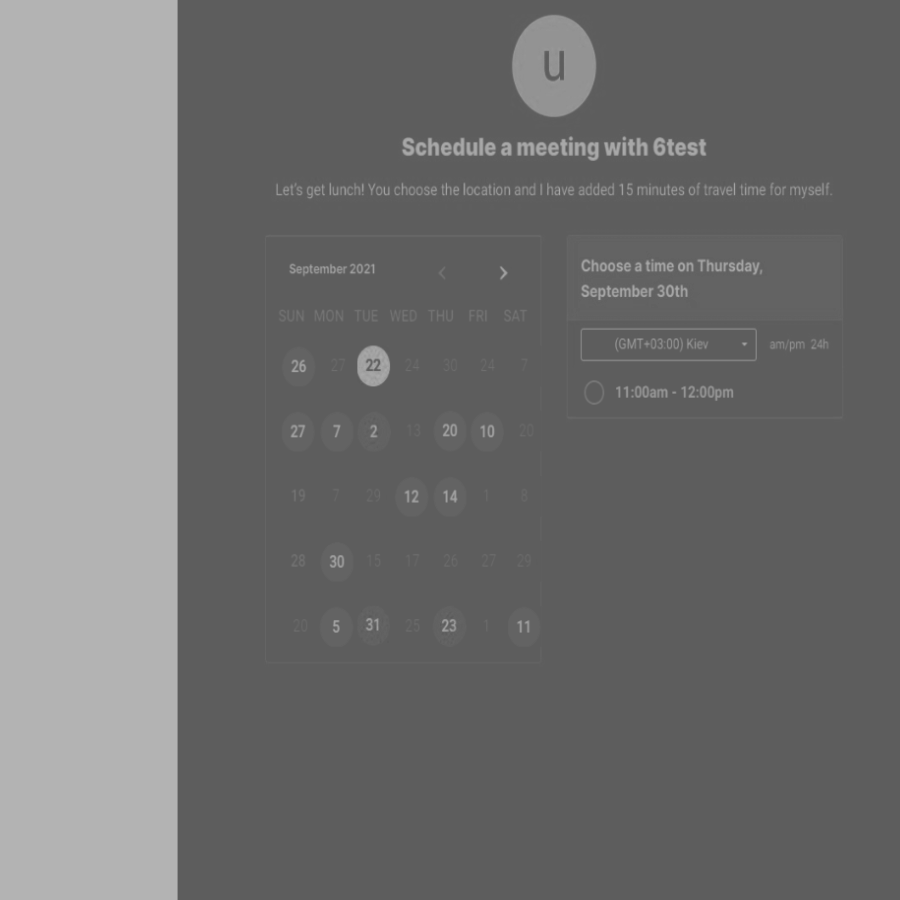 u
Schedule a meeting with 6test
Let's get lunch! You choose the location and I have added 15 minutes of travel time for myself.
September 2021
SUN MON TUE WED THU FRI SAT
26 27 22 24 30 24 7
27 7 2 13 20 10 20
19 7 29 12 14 1 8
28 30 15 17 26 27 29
20 5 31 25 23 1 11
Choose a time on Thursday,
September 30th
(GMT+03:00) Kiev am/pm 24h
11:00am - 12:00pm